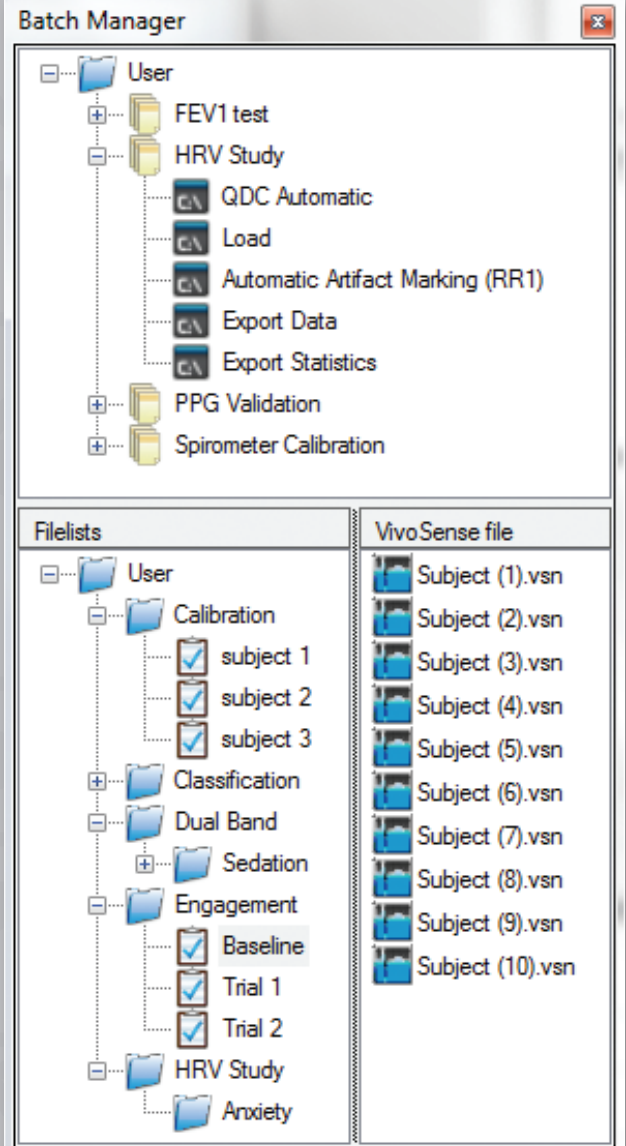 Batch Manager
User
FEV1 test
HRV Study
QDC Automatic
Load
Automatic Artifact Marking (RR1)
Export Data
Export Statistics
PPG Validation
Spirometer Calibration
Filelists
User
Calibration
subject 1
subject 2
subject 3
Classification
Dual Band
Sedation
Engagement
Baseline
Trial 1
Trial 2
HRV Study
Anxiety
VivoSense file
Subject (1).vsn
Subject (2).vsn
Subject (3).vsn
Subject (4).vsn
Subject (5).vsn
Subject (6).vsn
Subject (7).vsn
Subject (8).vsn
Subject (9).vsn
Subject (10).vsn